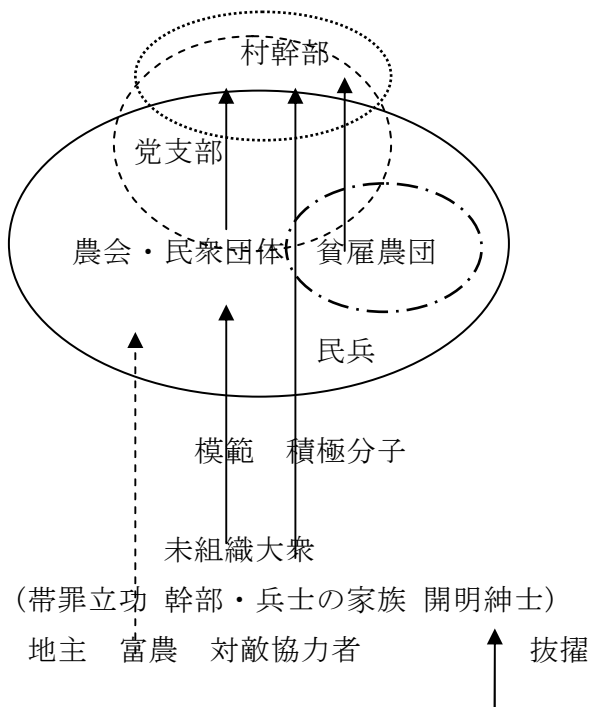 村幹部
党支部
農会・民衆団体 貧雇農団
民兵
模範 積極分子
未組織大衆
（帯罪立功 幹部・兵士の家族 開明紳士）
地主 富農 対敵協力者
抜擢